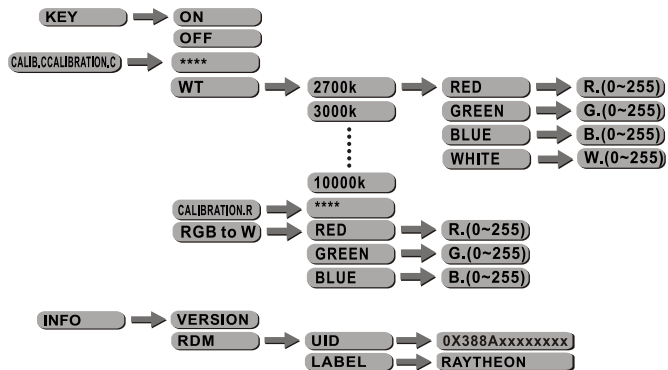 KEY ON
OFF
CALIB.CCALIBRATION.C ****
WT 2700k RED R.(0~255)
3000k GREEN G.(0~255)
BLUE B.(0~255)
WHITE W.(0~255)
10000k
CALIBRATION.R ****
RGB to W RED R.(0~255)
GREEN G.(0~255)
BLUE B.(0~255)
INFO VERSION
RDM UID 0X388Axxxxxxxx
LABEL RAYTHEON